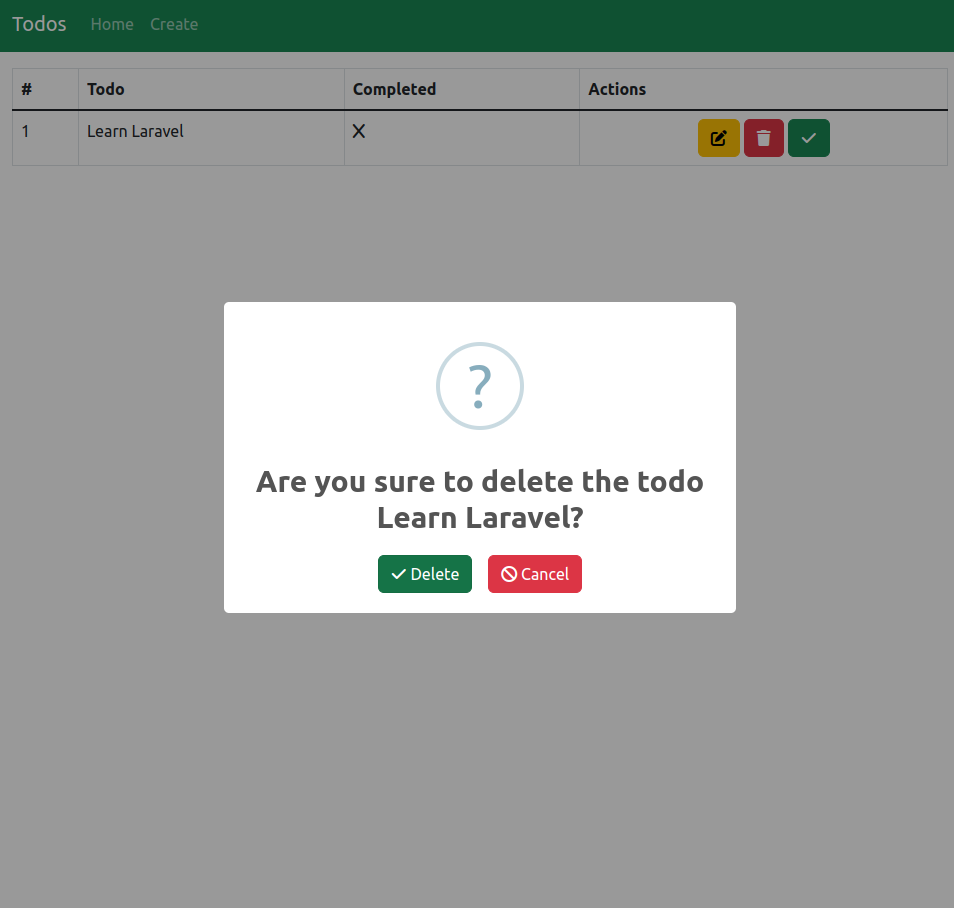 Todos Home Create
# Todo Completed Actions
1 Learn Laravel X
?
Are you sure to delete the todo
Learn Laravel?
Delete Cancel